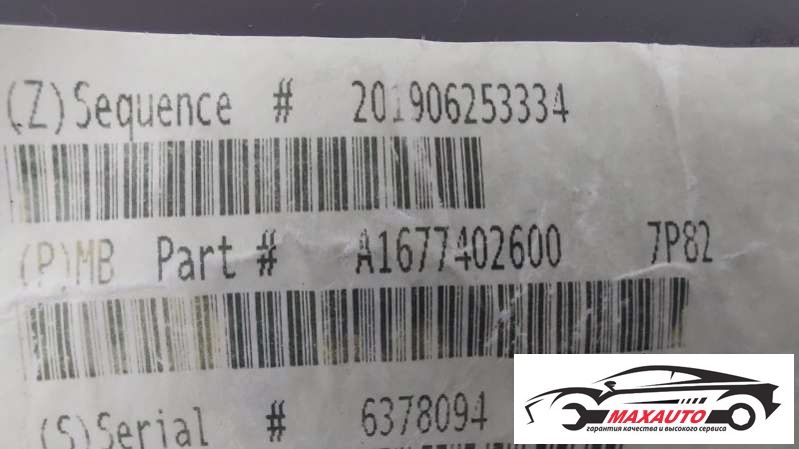 (Z)Sequence # 201906253334
(P)MB Part # A1677402600 7P82
(S)Serial # 6378094
MAXAUTO
гарантия качества и высокого сервиса